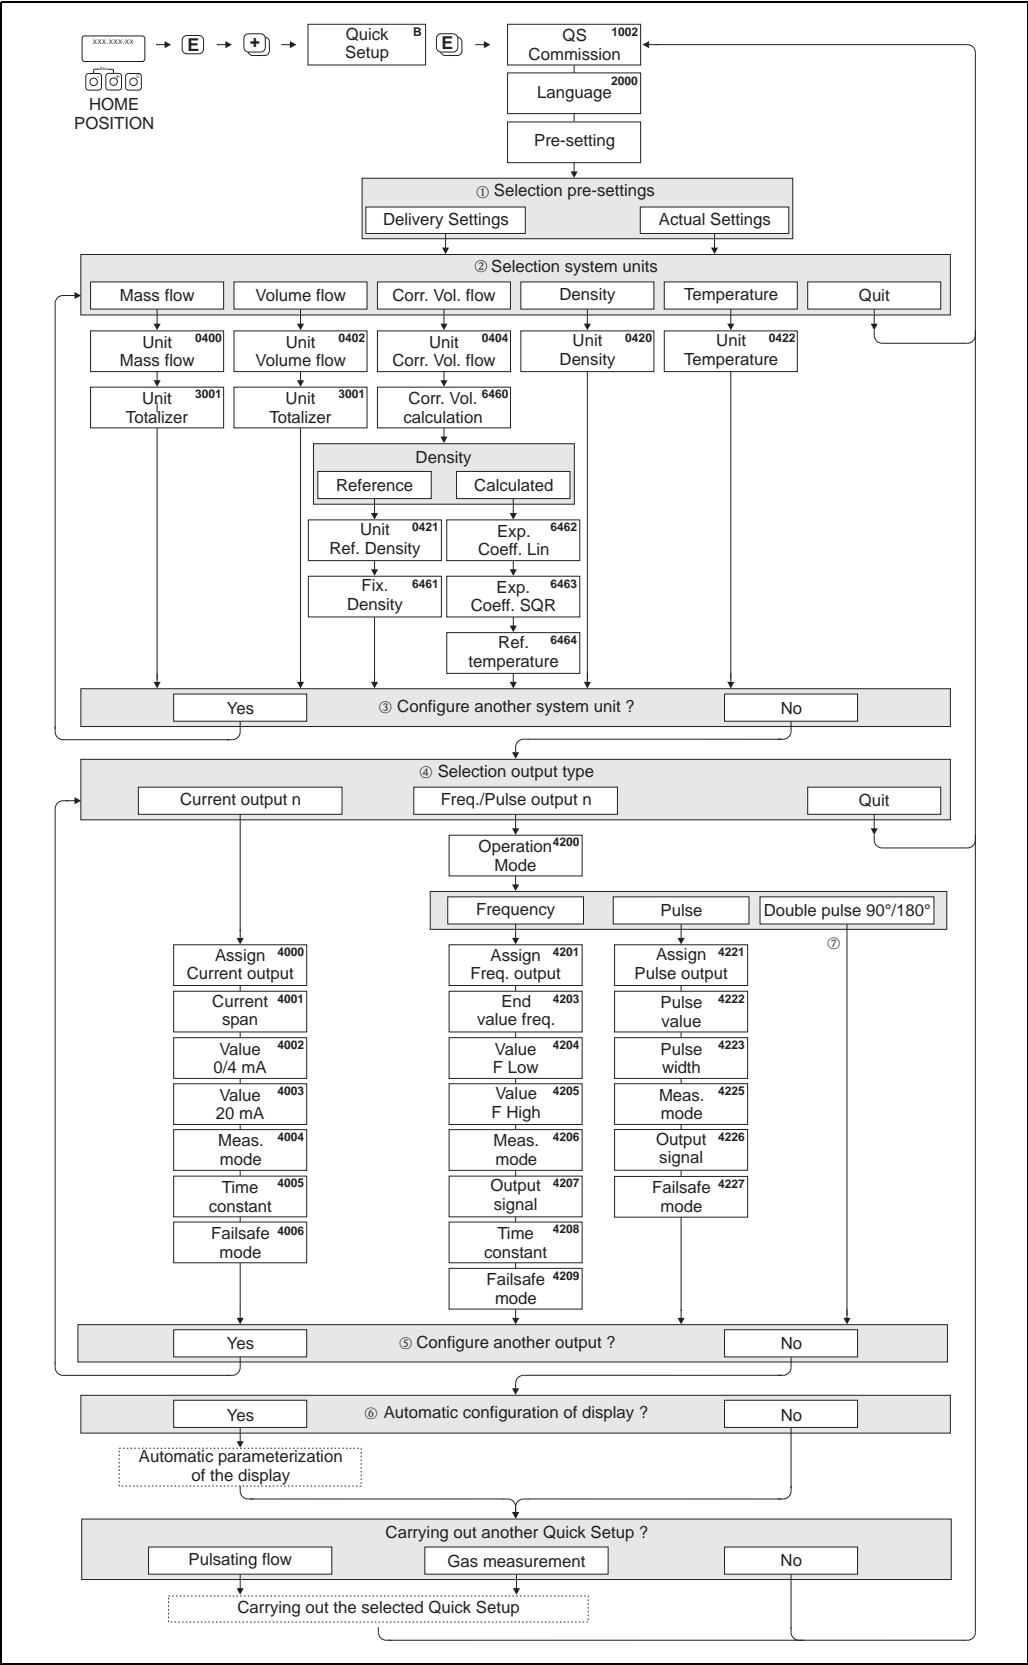 XXX.XXX.XX
E
+
Quick B
Setup
E
QS 1002
Commission
HOME
POSITION
Language 2000
Pre-setting
① Selection pre-settings
Delivery Settings
Actual Settings
② Selection system units
Mass flow
Volume flow
Corr. Vol. flow
Density
Temperature
Quit
Unit 0400
Mass flow
Unit 0402
Volume flow
Unit 0404
Corr. Vol. flow
Unit 0420
Density
Unit 0422
Temperature
Unit 3001
Totalizer
Unit 3001
Totalizer
Corr. Vol. 6460
calculation
Density
Reference
Calculated
Unit 0421
Ref. Density
Exp. 6462
Coeff. Lin
Fix. 6461
Density
Exp. 6463
Coeff. SQR
Ref. 6464
temperature
Yes
③ Configure another system unit ?
No
④ Selection output type
Current output n
Freq./Pulse output n
Quit
Operation 4200
Mode
Frequency
Pulse
Double pulse 90°/180°
⑦
Assign 4000
Current output
Current 4001
span
Value 4002
0/4 mA
Value 4003
20 mA
Meas. 4004
mode
Time 4005
constant
Failsafe 4006
mode
Assign 4201
Freq. output
End 4203
value freq.
Value 4204
F Low
Value 4205
F High
Meas. 4206
mode
Output 4207
signal
Time 4208
constant
Failsafe 4209
mode
Assign 4221
Pulse output
Pulse 4222
value
Pulse 4223
width
Meas. 4225
mode
Output 4226
signal
Failsafe 4227
mode
Yes
⑤ Configure another output ?
No
Yes
⑥ Automatic configuration of display ?
No
Automatic parameterization
of the display
Carrying out another Quick Setup ?
Pulsating flow
Gas measurement
No
Carrying out the selected Quick Setup